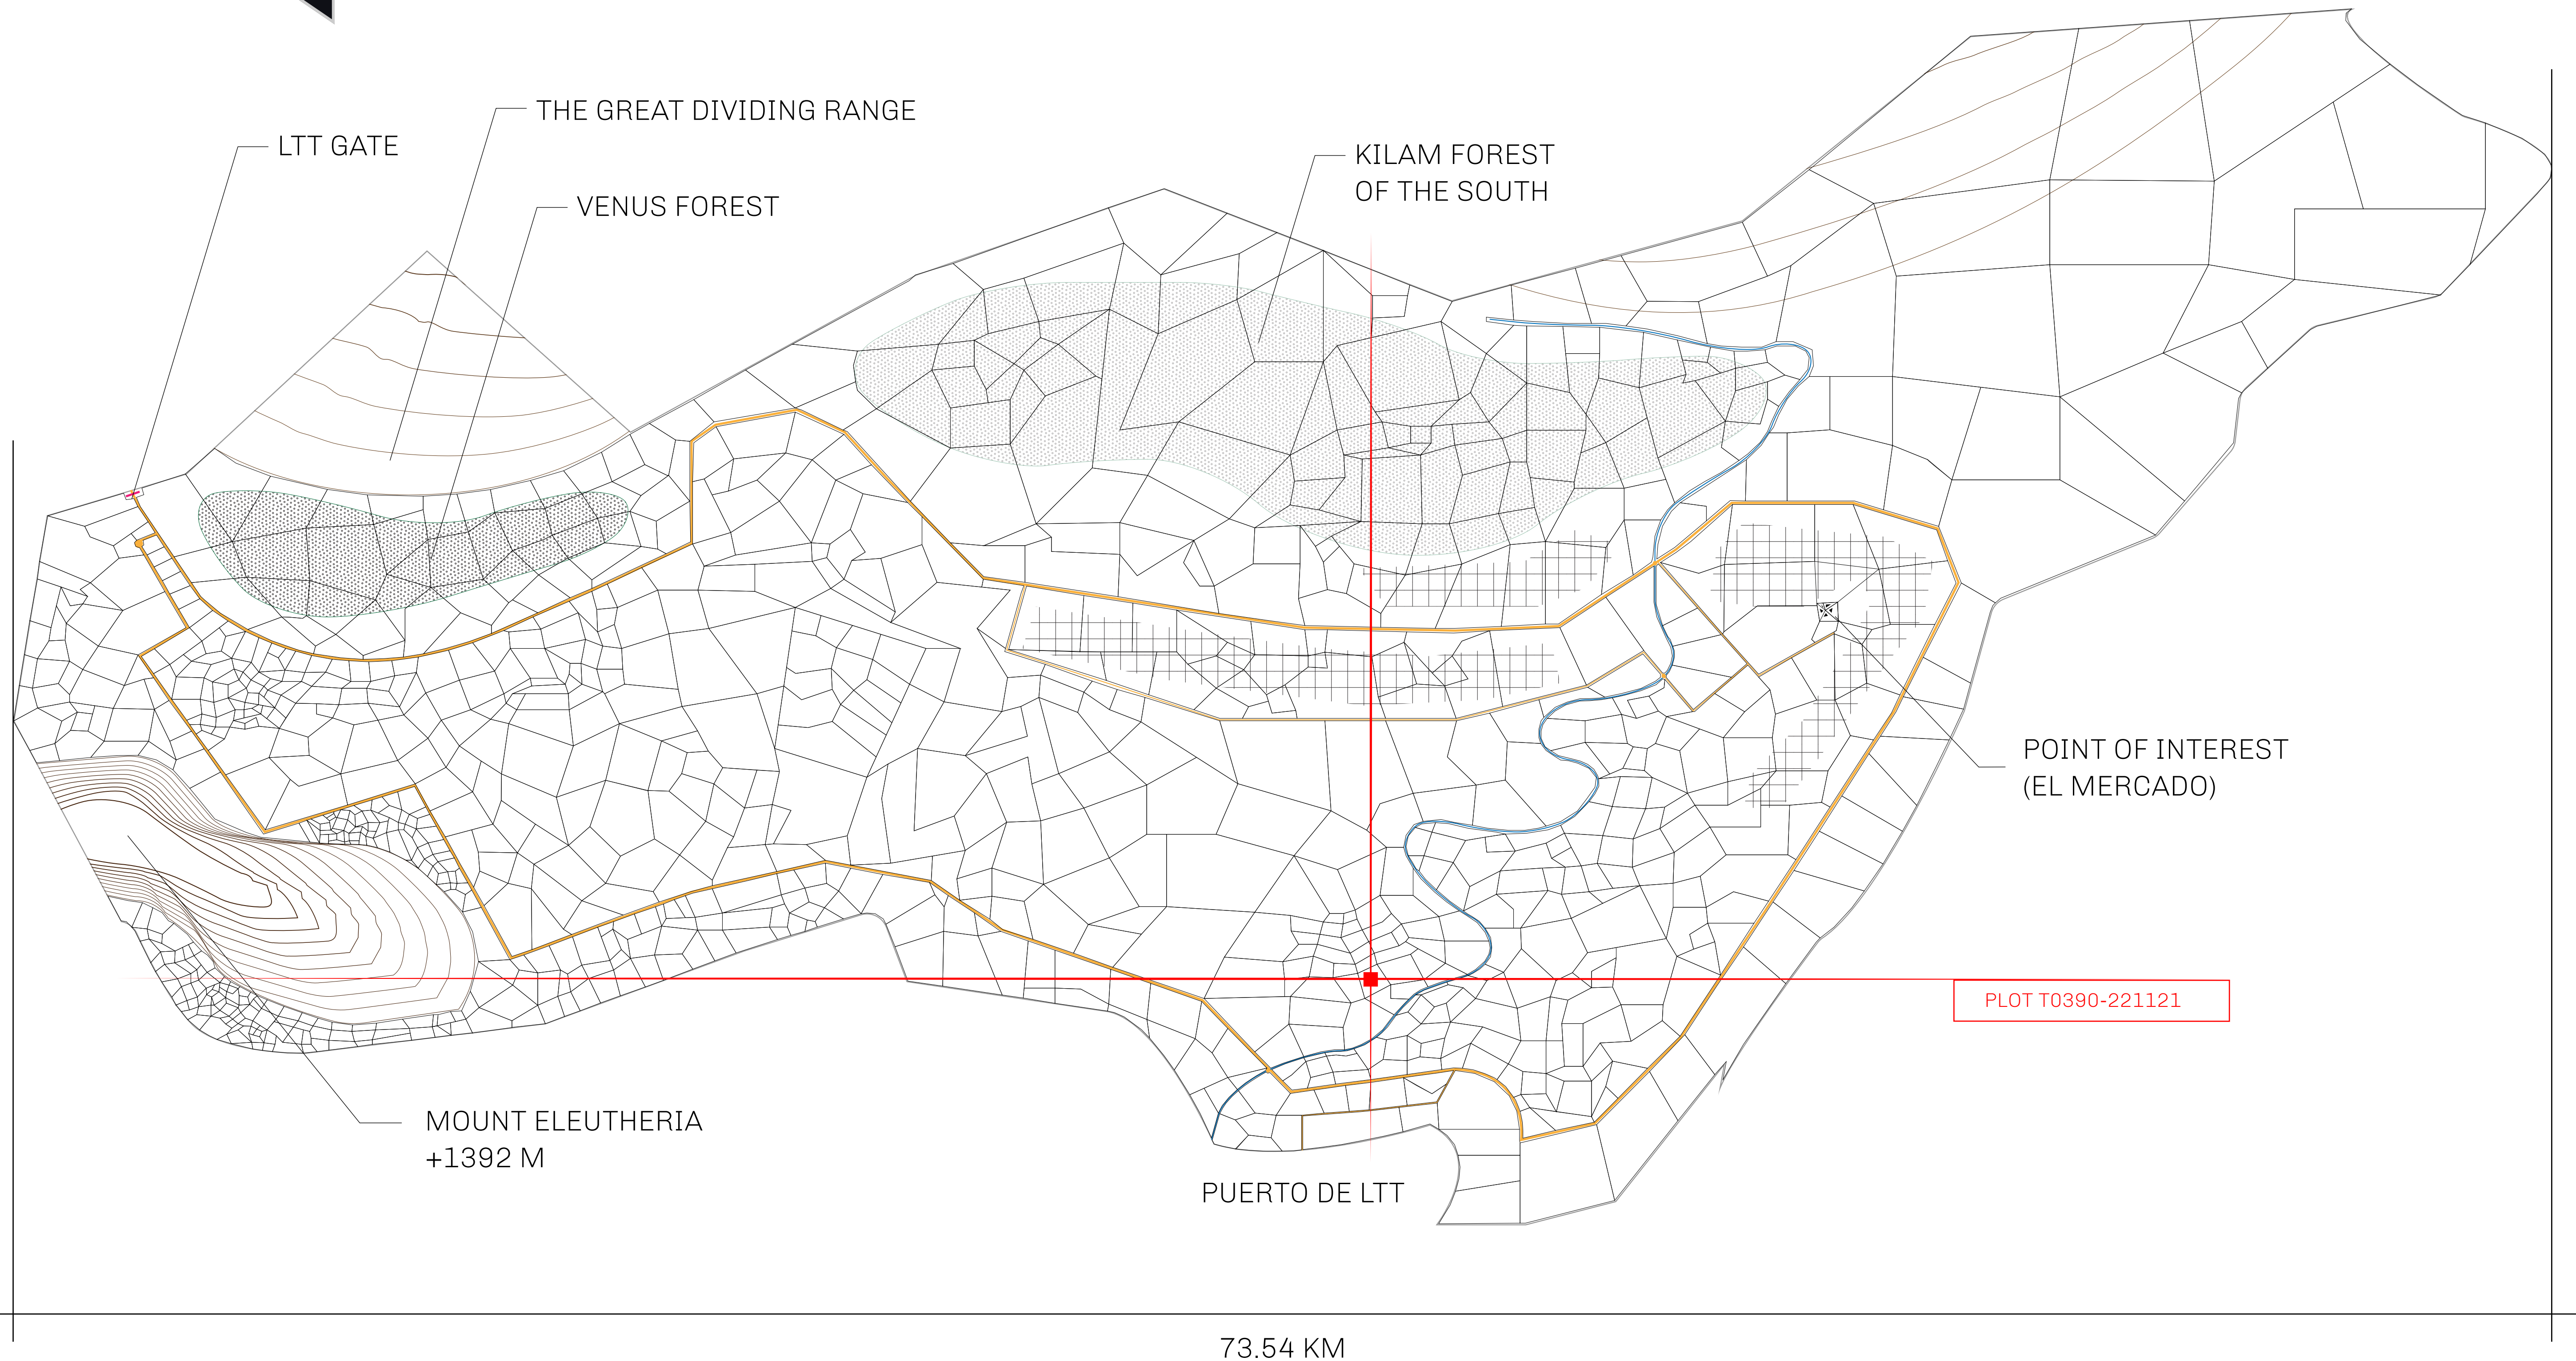 THE GREAT DIVIDING RANGE
LTT GATE
KILAM FOREST
OF THE SOUTH
VENUS FOREST
POINT OF INTEREST
(EL MERCADO)
PLOT T0390-221121
MOUNT ELEUTHERIA
+1392 M
PUERTO DE LTT
73.54 KM